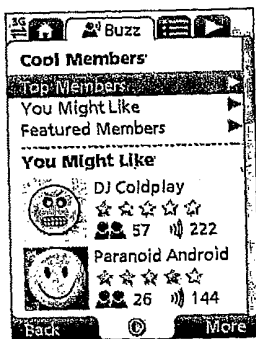 3G
Buzz
Cool Members
Top Members
You Might Like
Featured Members
You Might Like
DJ Coldplay
57 222
Paranoid Android
26 144
Back More